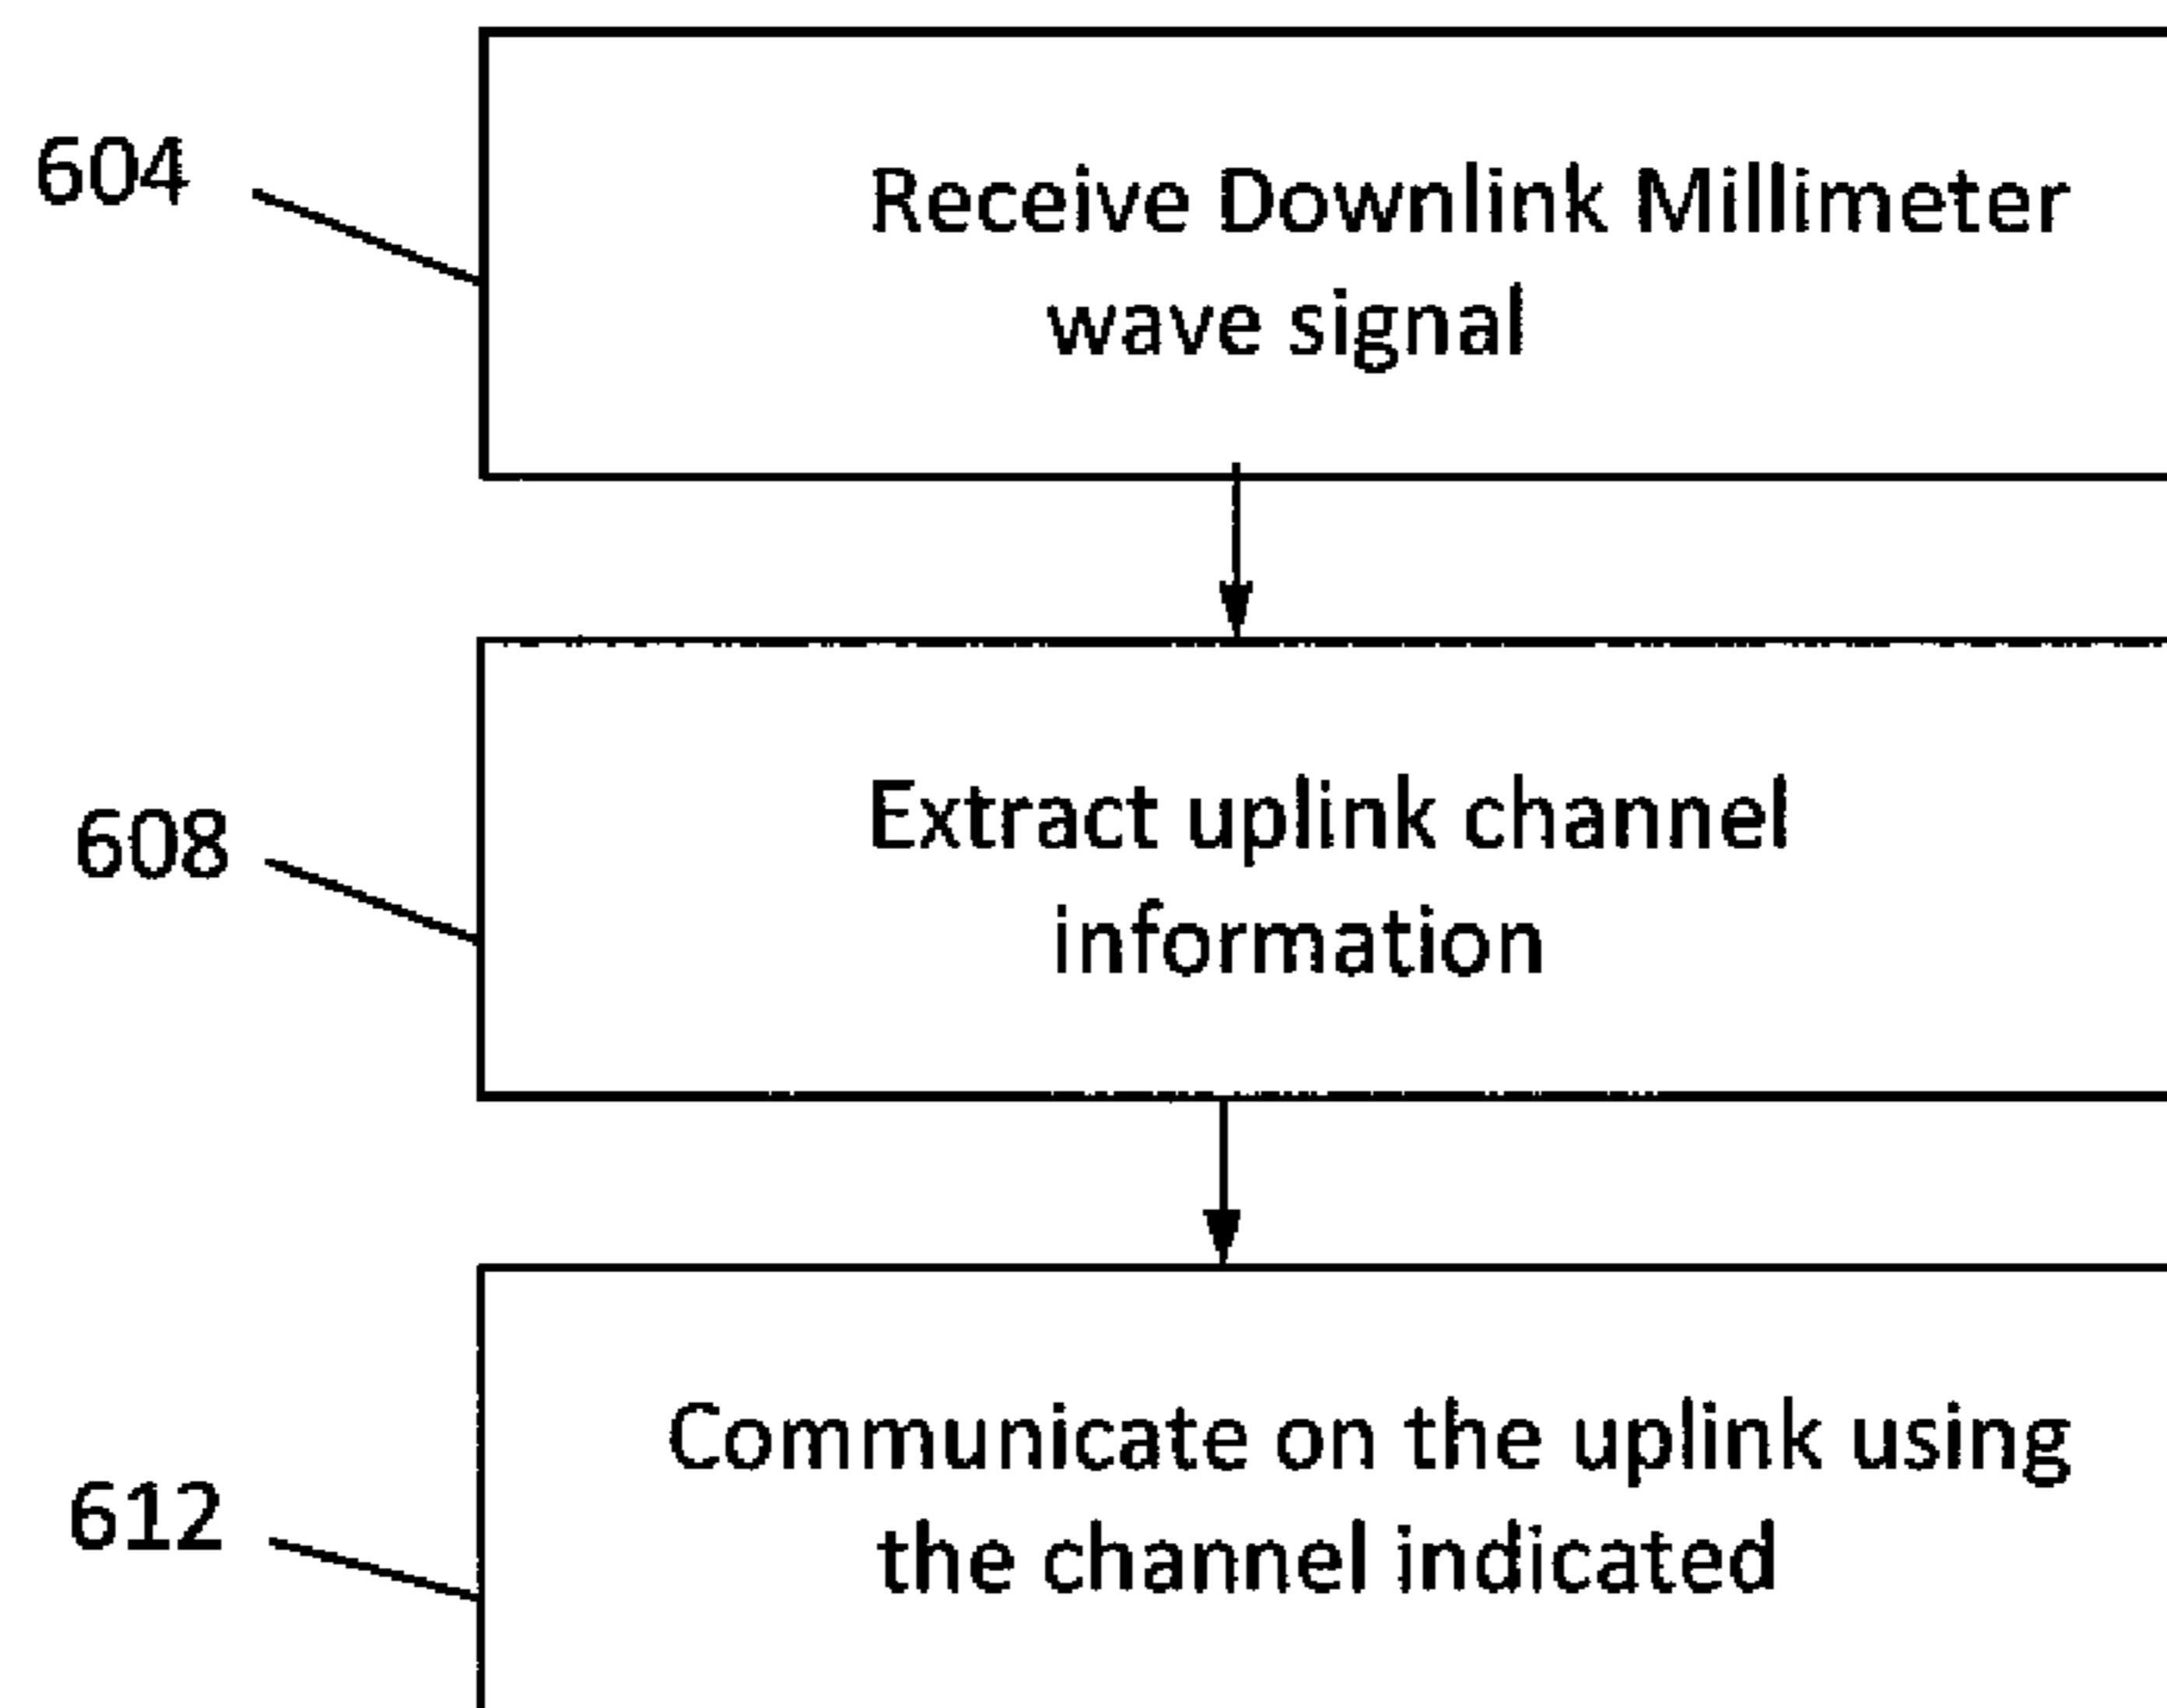 604
Receive Downlink Millimeter
wave signal
608
Extract uplink channel
information
612
Communicate on the uplink using
the channel indicated